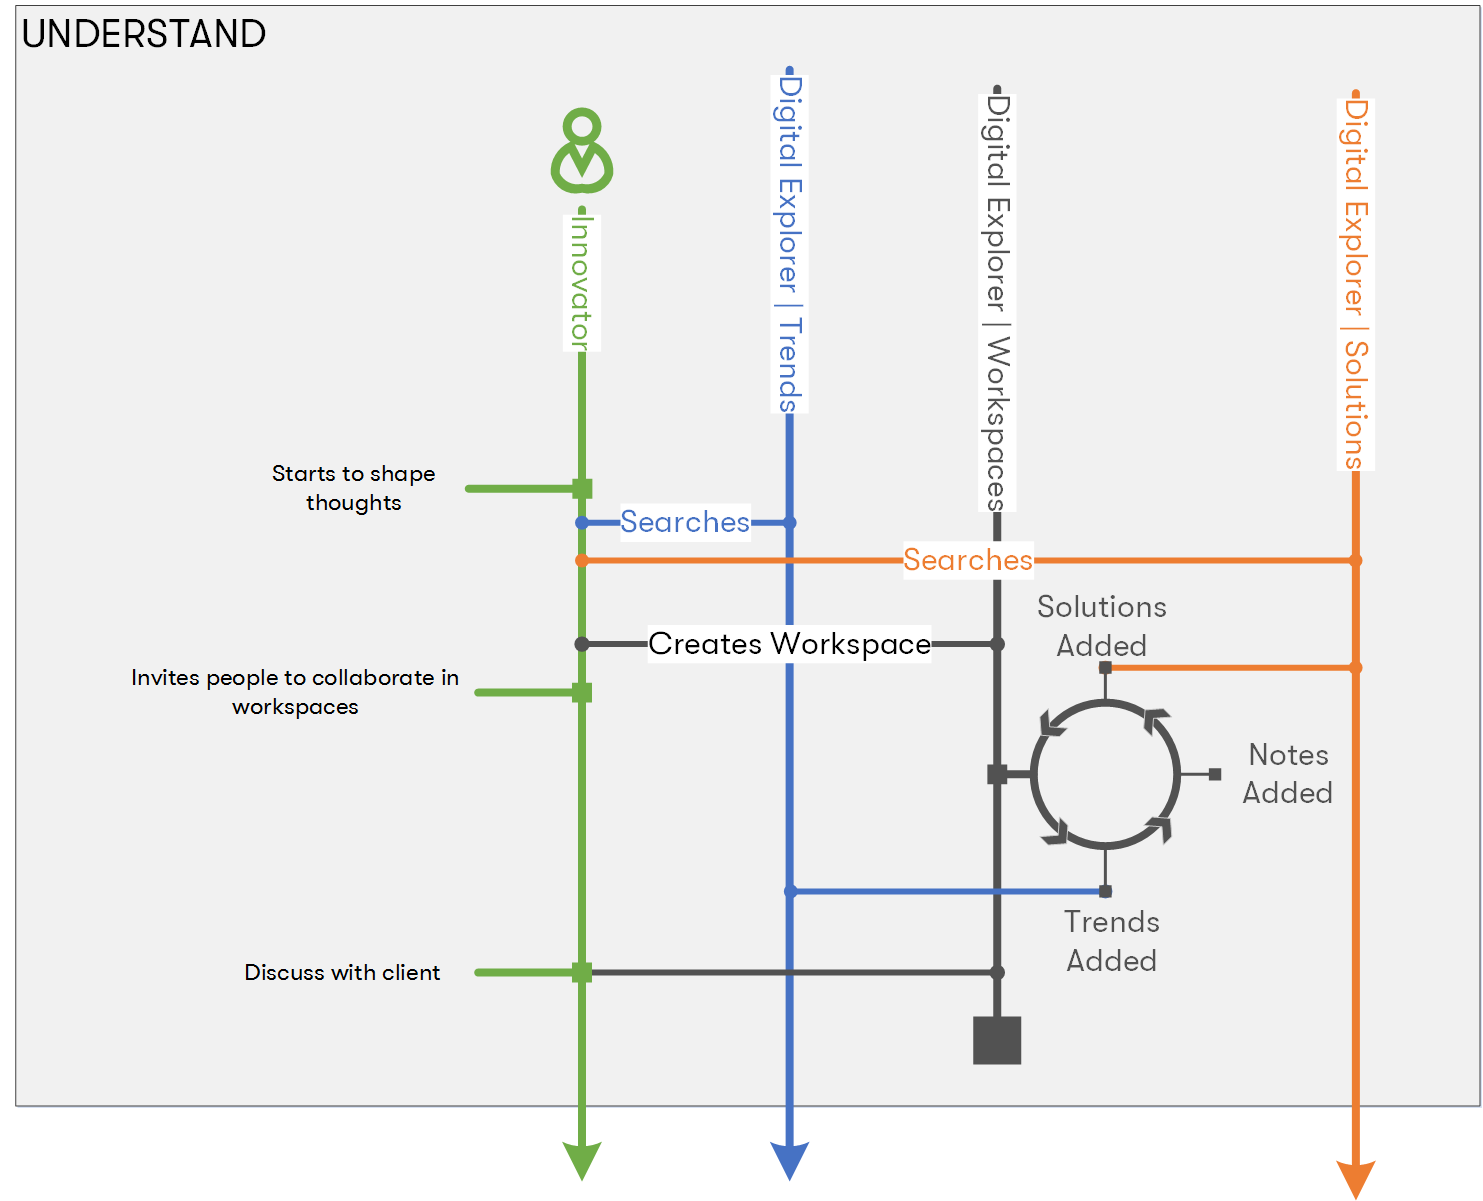 UNDERSTAND
Innovator
Digital Explorer | Trends
Digital Explorer | Workspaces
Digital Explorer | Solutions
Starts to shape
thoughts
Searches
Searches
Solutions
Added
Creates Workspace
Invites people to collaborate in
workspaces
Notes
Added
Trends
Added
Discuss with client